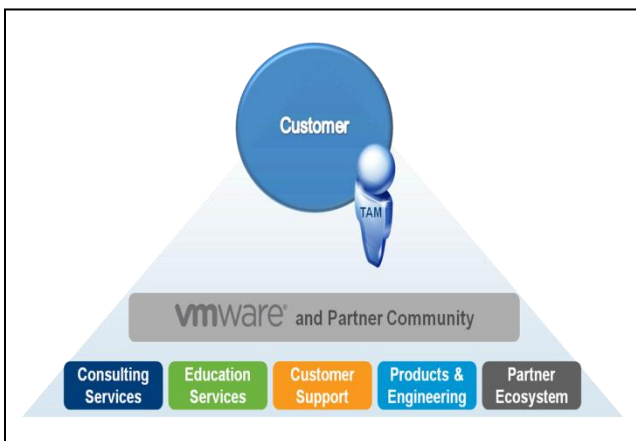 Customer
TAM
vmware® and Partner Community
Consulting Services
Education Services
Customer Support
Products & Engineering
Partner Ecosystem